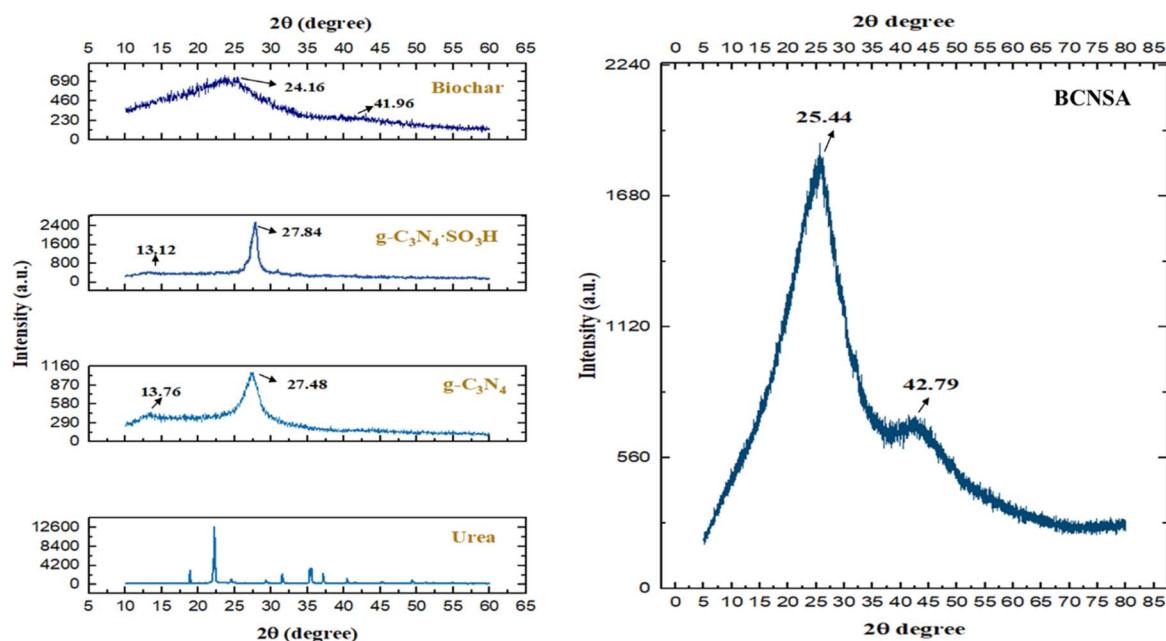 2θ (degree)
5 10 15 20 25 30 35 40 45 50 55 60 65
690
460
230
0
24.16
41.96
Biochar
2400
1600
800
0
13.12
27.84
g-C₃N₄·SO₃H
Intensity (a.u.)
1160
870
580
290
0
13.76
27.48
g-C₃N₄
12600
8400
4200
0
Urea
5 10 15 20 25 30 35 40 45 50 55 60 65
2θ (degree)
2θ degree
0 5 10 15 20 25 30 35 40 45 50 55 60 65 70 75 80 85
2240
1680
1120
560
0
Intensity (a.u.)
BCNSA
25.44
42.79
0 5 10 15 20 25 30 35 40 45 50 55 60 65 70 75 80 85
2θ degree